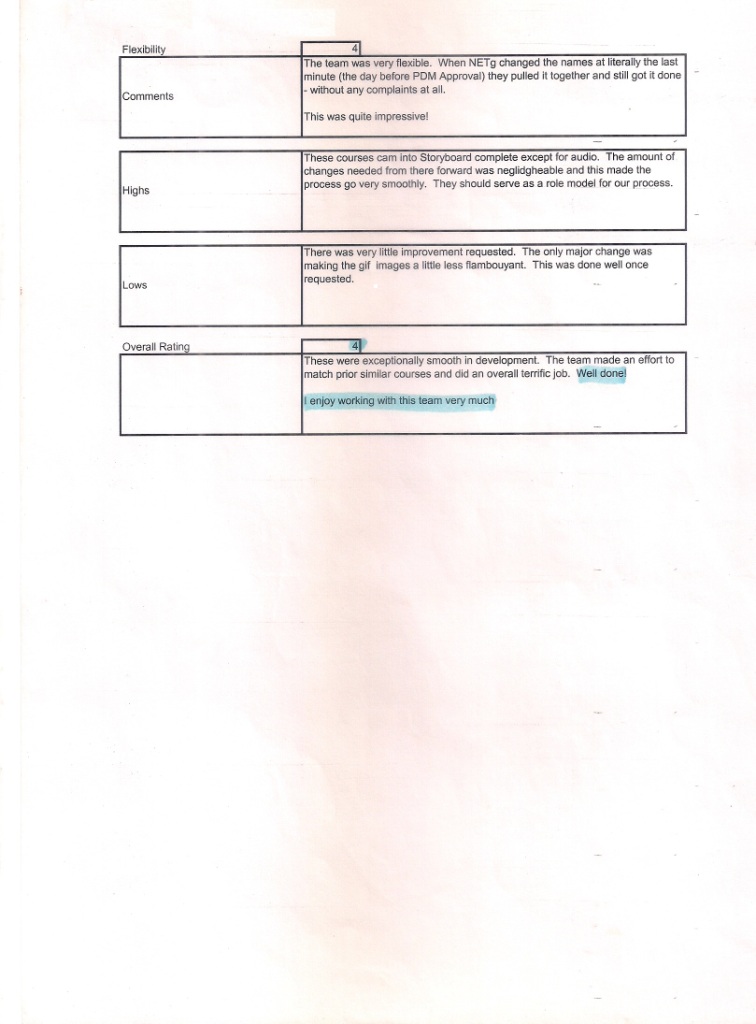 Flexibility 4
The team was very flexible. When NETg changed the names at literally the last
minute (the day before PDM Approval) they pulled it together and still got it done
Comments
- without any complaints at all.
This was quite impressive!
These courses cam into Storyboard complete except for audio. The amount of
changes needed from there forward was neglidgheable and this made the
Highs
process go very smoothly. They should serve as a role model for our process.
There was very little improvement requested. The only major change was
making the gif images a little less flambouyant. This was done well once
Lows
requested.
Overall Rating 4
These were exceptionally smooth in development. The team made an effort to
match prior similar courses and did an overall terrific job. Well done!
I enjoy working with this team very much